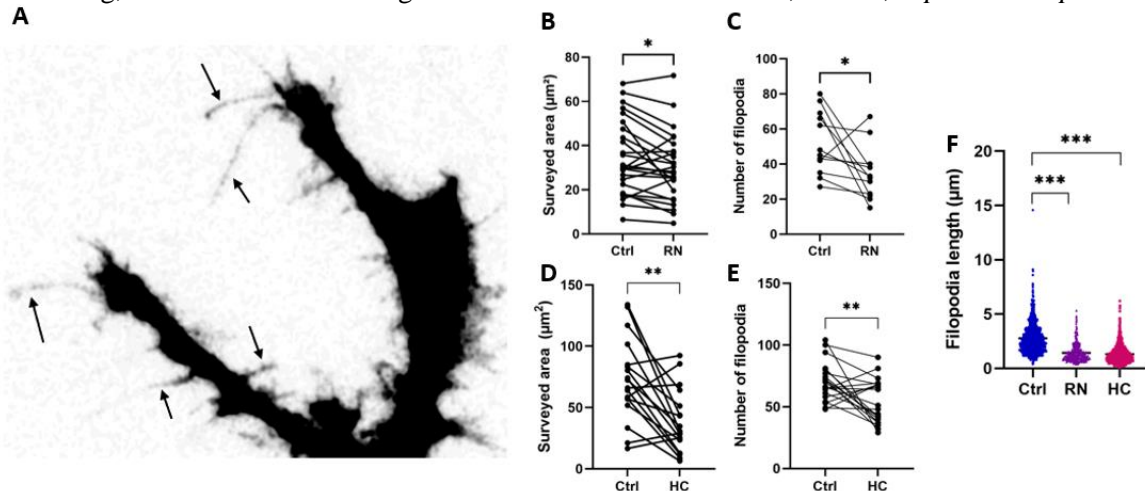 A
B
Surveyed area (µm²)
80
60
40
20
0
*
Ctrl
RN
C
Number of filopodia
100
80
60
40
20
0
*
Ctrl
RN
D
Surveyed area (µm²)
150
100
50
0
**
Ctrl
HC
E
Number of filopodia
150
100
50
0
**
Ctrl
HC
F
Filopodia length (µm)
20
15
10
5
0
***
***
Ctrl
RN
HC